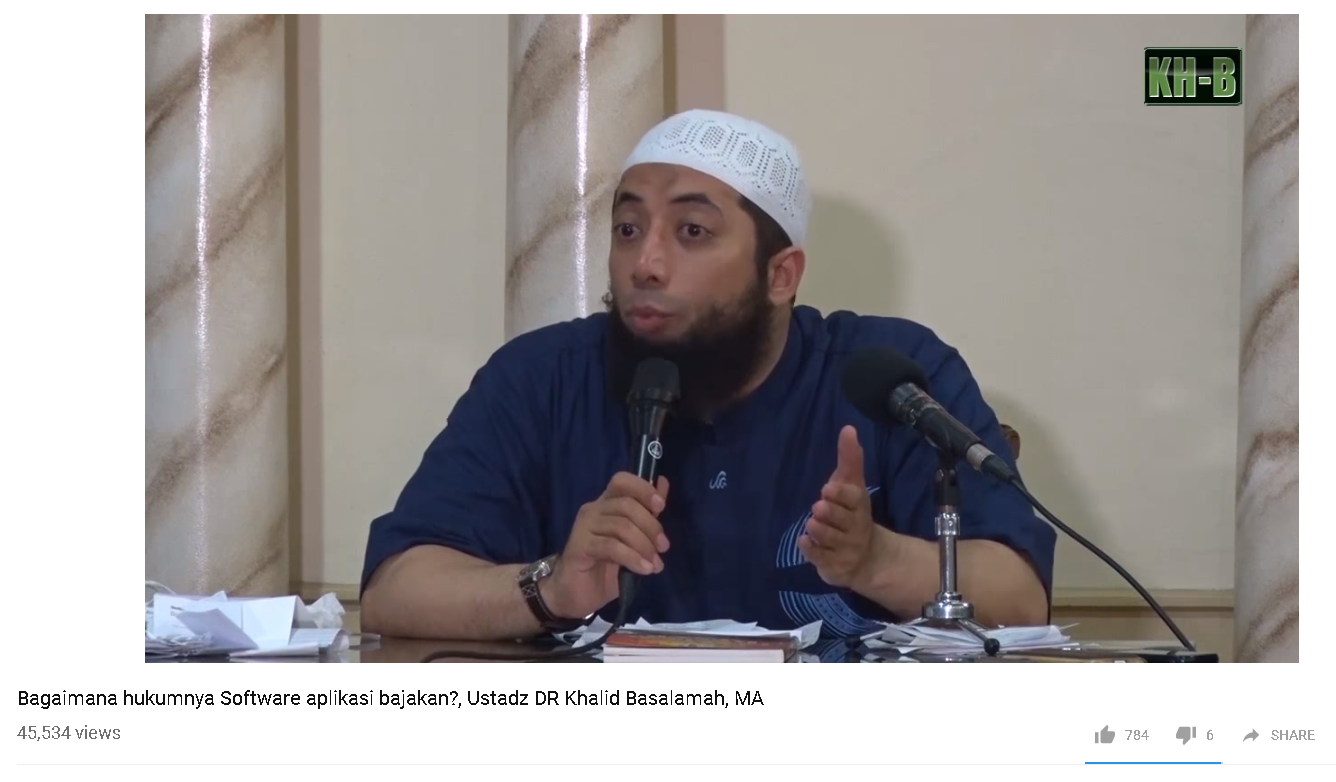 KH-B
Bagaimana hukumnya Software aplikasi bajakan?, Ustadz DR Khalid Basalamah, MA
45,534 views
784 6 SHARE